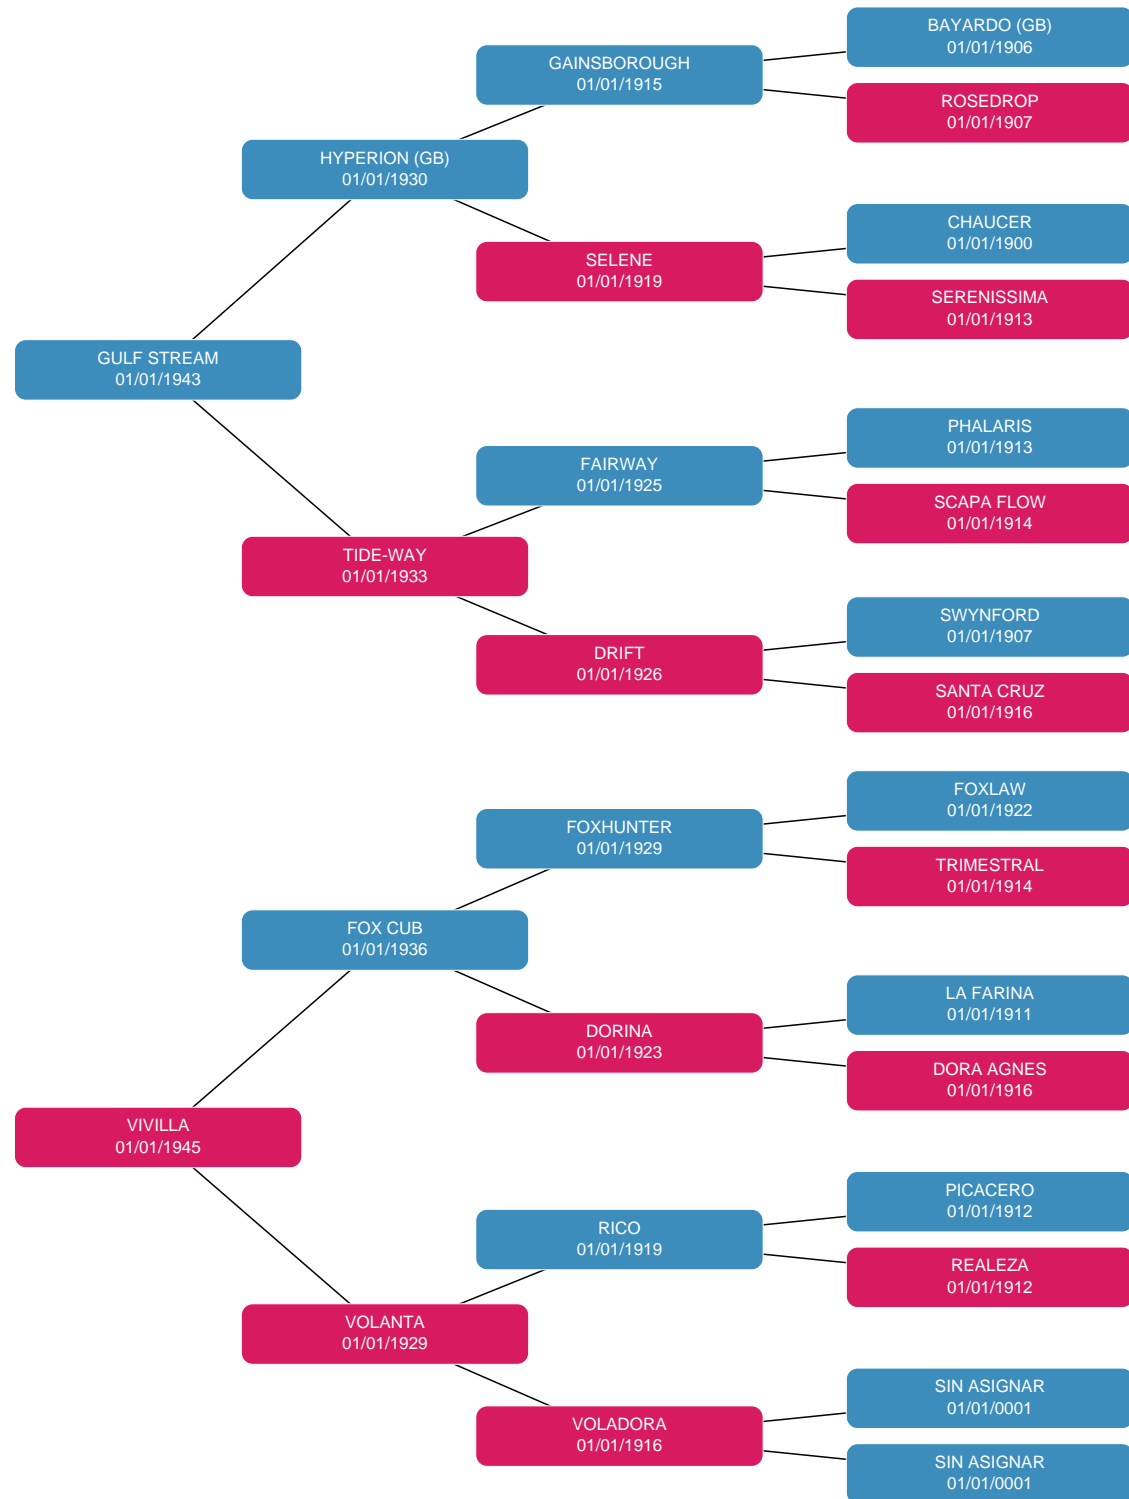 BAYARDO (GB)
01/01/1906
GAINSBOROUGH
01/01/1915
ROSEDROP
01/01/1907
HYPERION (GB)
01/01/1930
CHAUCER
01/01/1900
SELENE
01/01/1919
SERENISSIMA
01/01/1913
GULF STREAM
01/01/1943
PHALARIS
01/01/1913
FAIRWAY
01/01/1925
SCAPA FLOW
01/01/1914
TIDE-WAY
01/01/1933
SWYNFORD
01/01/1907
DRIFT
01/01/1926
SANTA CRUZ
01/01/1916
FOXLAW
01/01/1922
FOXHUNTER
01/01/1929
TRIMESTRAL
01/01/1914
FOX CUB
01/01/1936
LA FARINA
01/01/1911
DORINA
01/01/1923
DORA AGNES
01/01/1916
VIVILLA
01/01/1945
PICACERO
01/01/1912
RICO
01/01/1919
REALEZA
01/01/1912
VOLANTA
01/01/1929
SIN ASIGNAR
01/01/0001
VOLADORA
01/01/1916
SIN ASIGNAR
01/01/0001